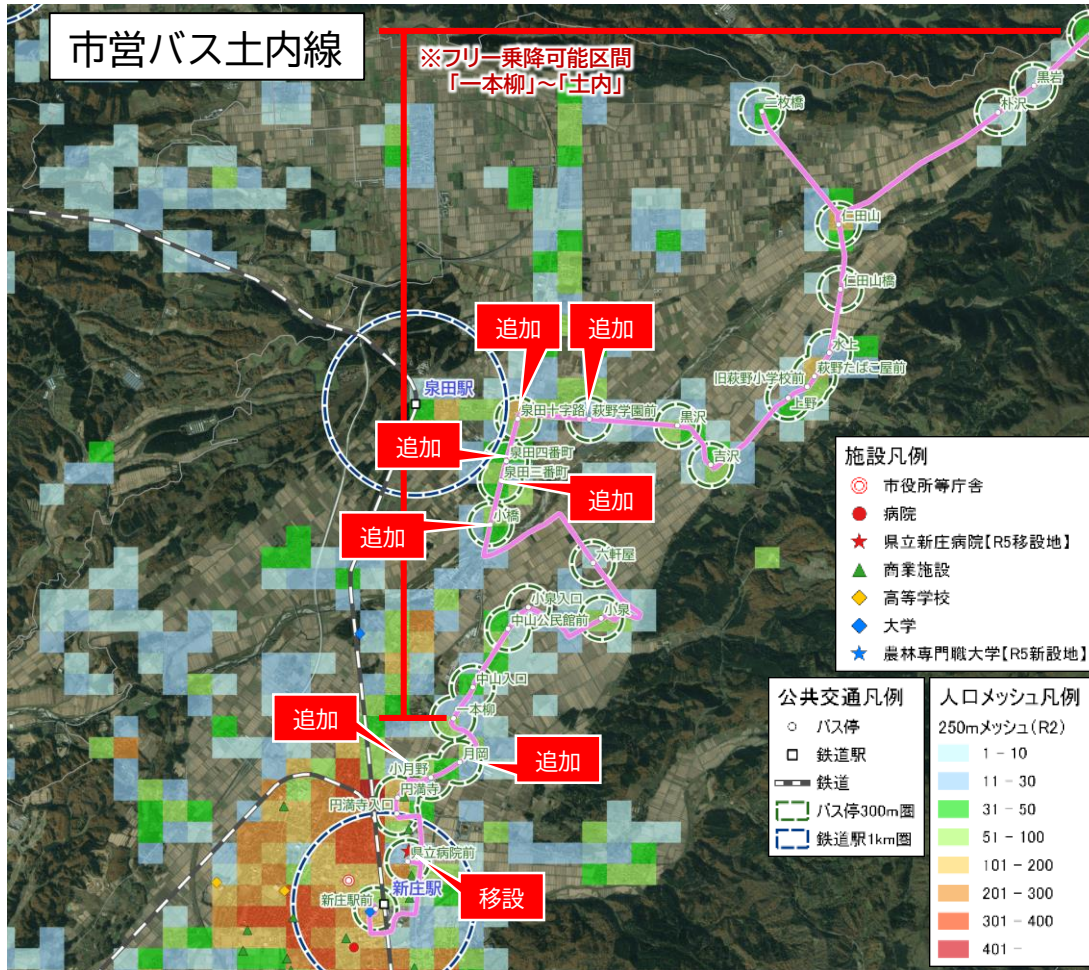 市営バス土内線
※フリー乗降可能区間
「一本柳」～「土内」
黒岩
朴沢
二枚橋
仁田山
仁田山橋
水上
萩野たばこ屋前
旧萩野小学校前
上野
追加
追加
泉田駅
泉田十字路
萩野学園前
黒沢
吉沢
追加
泉田四番町
泉田三番町
追加
追加
小橋
六軒屋
小泉入口
小泉
中山公民館前
中山入口
一本柳
追加
月岡
追加
小月野
円満寺
円満寺入口
県立病院前
新庄駅
新庄駅前
移設
施設凡例
市役所等庁舎
病院
県立新庄病院【R5移設地】
商業施設
高等学校
大学
農林専門職大学【R5新設地】
公共交通凡例
バス停
鉄道駅
鉄道
バス停300m圏
鉄道駅1km圏
人口メッシュ凡例
250mメッシュ(R2)
1 - 10
11 - 30
31 - 50
51 - 100
101 - 200
201 - 300
301 - 400
401 -